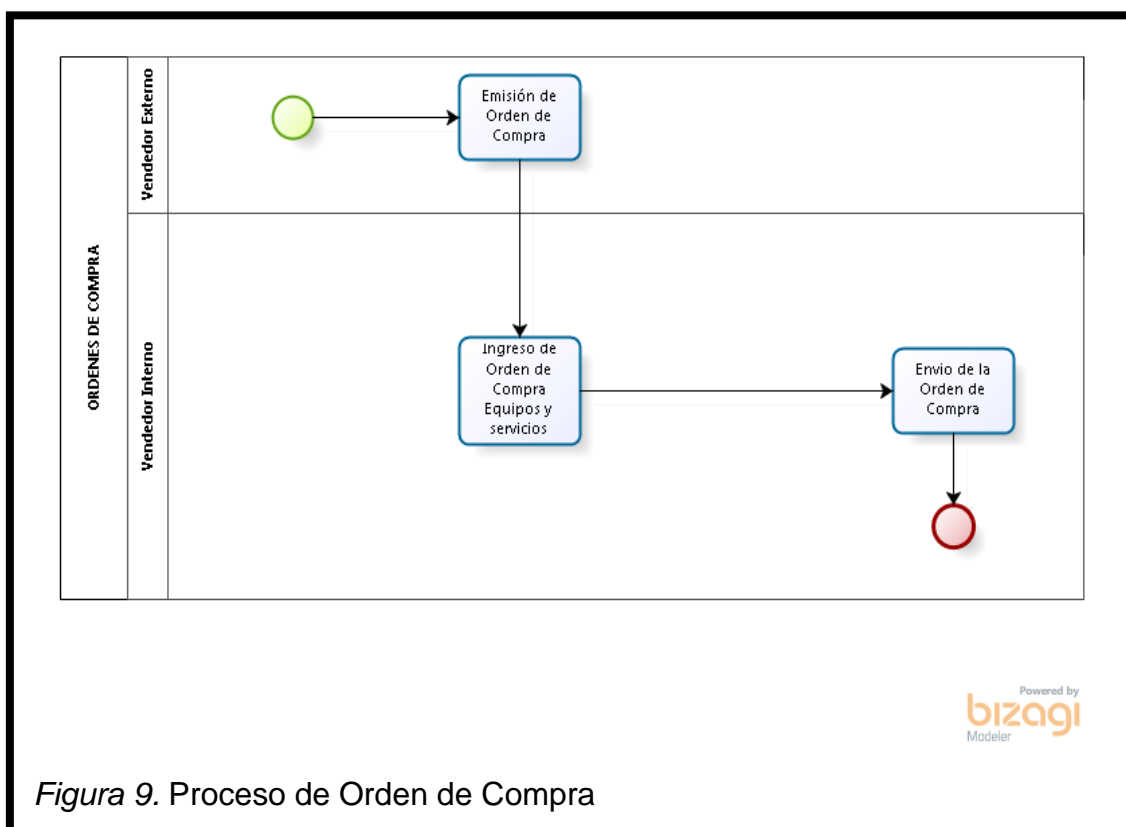 ORDENES DE COMPRA
Vendedor Externo
Emisión de
Orden de
Compra
Vendedor Interno
Ingreso de
Orden de
Compra
Equipos y
servicios
Envio de la
Orden de
Compra
Powered by
bizagi
Modeler
Figura 9. Proceso de Orden de Compra